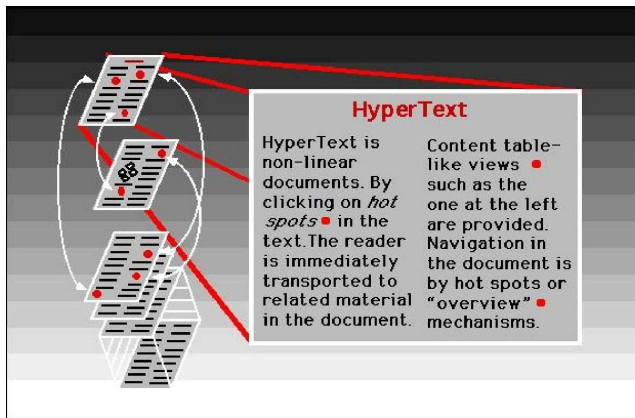 HyperText
HyperText is
non-linear
documents. By
clicking on hot
spots in the
text.The reader
is immediately
transported to
related material
in the document.
Content table-
like views
such as the
one at the left
are provided.
Navigation in
the document is
by hot spots or
“overview”
mechanisms.